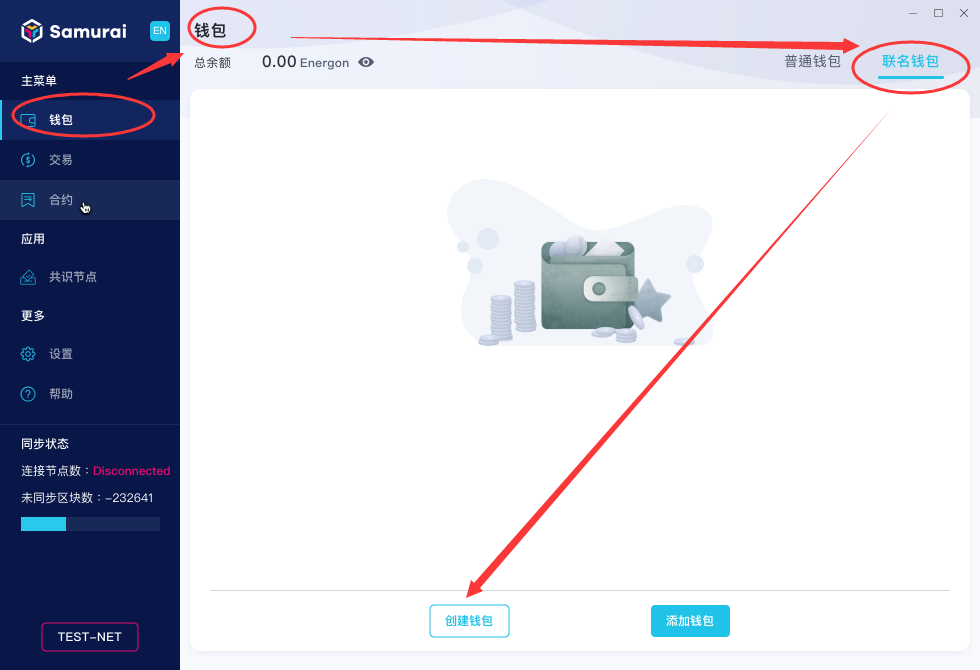 Samurai
EN
主菜单
钱包
交易
合约
应用
共识节点
更多
设置
帮助
同步状态
连接节点数：Disconnected
未同步区块数：-232641
TEST-NET
钱包
总余额 0.00 Energon
普通钱包 联名钱包
创建钱包 添加钱包